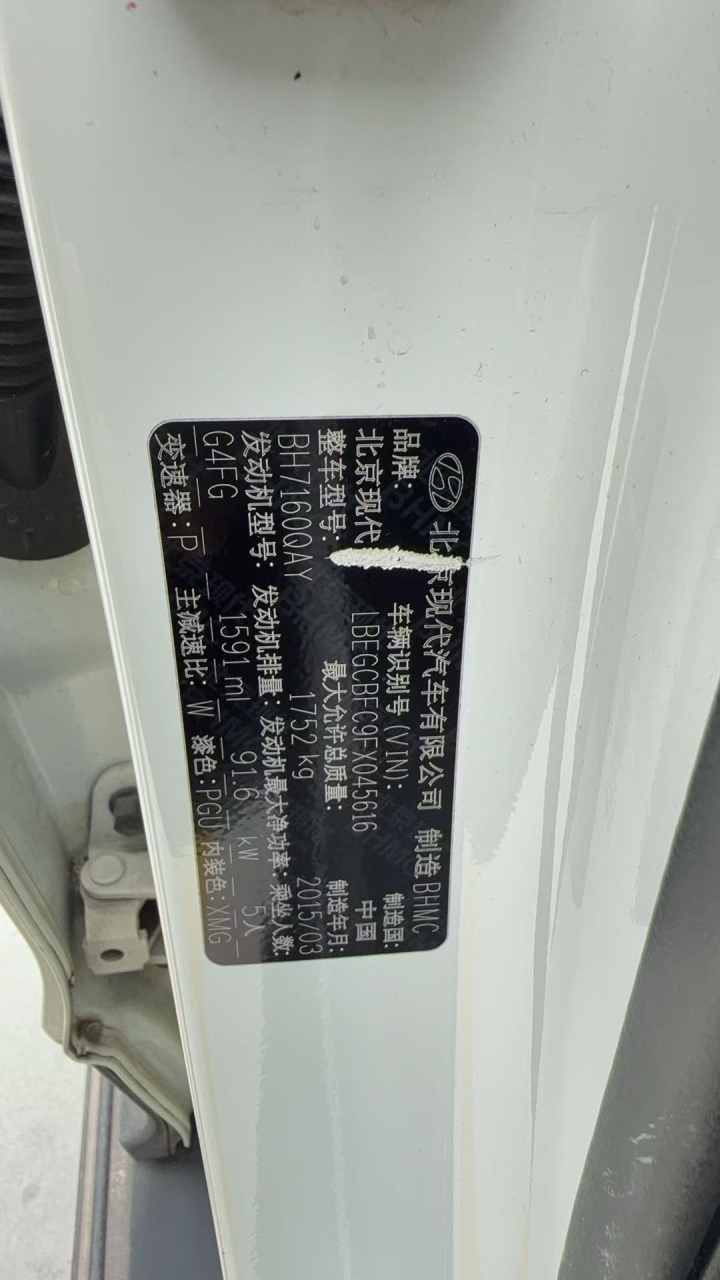 北京现代汽车有限公司 制造 BHMC
品牌: 车辆识别号(VIN): 制造国:
北京现代 LBEGCBFC9FX045616 中国
整车型号: 最大允许总质量: 制造年月:
BH7160QAY 1752 kg 2015/03
发动机型号: 发动机排量: 发动机最大净功率: 乘坐人数:
G4FG 1591 ml 91.6 kW 5人
变速器: P 主减速比: W 漆色: PGU 内装色: XMG